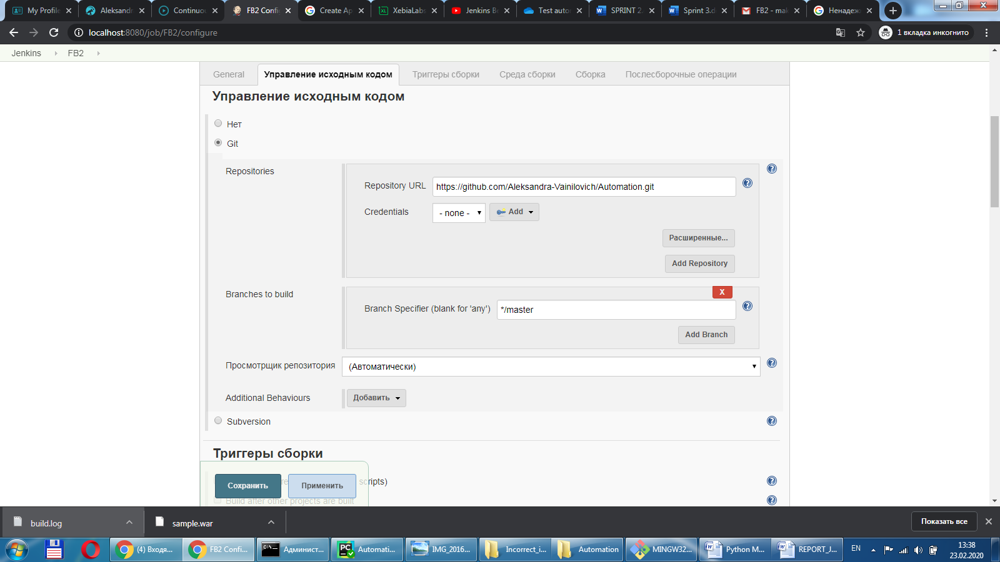 My Profile
Aleksandr
Continuou
FB2 Confi
Create Ap
XebiaLabs
Jenkins Be
Test autor
SPRINT 2.
Sprint 3.d
FB2 - mak
Ненадежн
localhost:8080/job/FB2/configure
1 вкладка инкогнито
Jenkins
FB2
General
Управление исходным кодом
Триггеры сборки
Среда сборки
Сборка
Послесборочные операции
Управление исходным кодом
Нет
Git
Repositories
Repository URL
https://github.com/Aleksandra-Vainilovich/Automation.git
Credentials
- none -
Add
Расширенные...
Add Repository
Branches to build
X
Branch Specifier (blank for 'any')
*/master
Add Branch
Просмотрщик репозитория
(Автоматически)
Additional Behaviours
Добавить
Subversion
Триггеры сборки
scripts)
Сохранить
Применить
Build after other projects are built
build.log
sample.war
Показать все
(4) Входя...
FB2 Confi...
C:\.
Админист...
PC
Automati...
IMG_2016...
Incorrect_i...
Automation
MINGW32...
Python M...
REPORT_J...
EN
13:38
23.02.2020